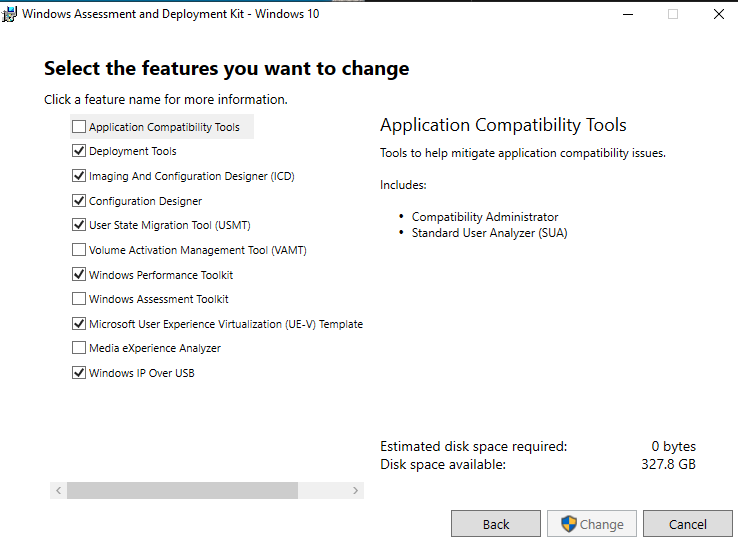 Windows Assessment and Deployment Kit - Windows 10
Select the features you want to change
Click a feature name for more information.
Application Compatibility Tools
Deployment Tools
Imaging And Configuration Designer (ICD)
Configuration Designer
User State Migration Tool (USMT)
Volume Activation Management Tool (VAMT)
Windows Performance Toolkit
Windows Assessment Toolkit
Microsoft User Experience Virtualization (UE-V) Template
Media eXperience Analyzer
Windows IP Over USB
Application Compatibility Tools
Tools to help mitigate application compatibility issues.
Includes:
• Compatibility Administrator
• Standard User Analyzer (SUA)
Estimated disk space required: 0 bytes
Disk space available: 327.8 GB
Back Change Cancel